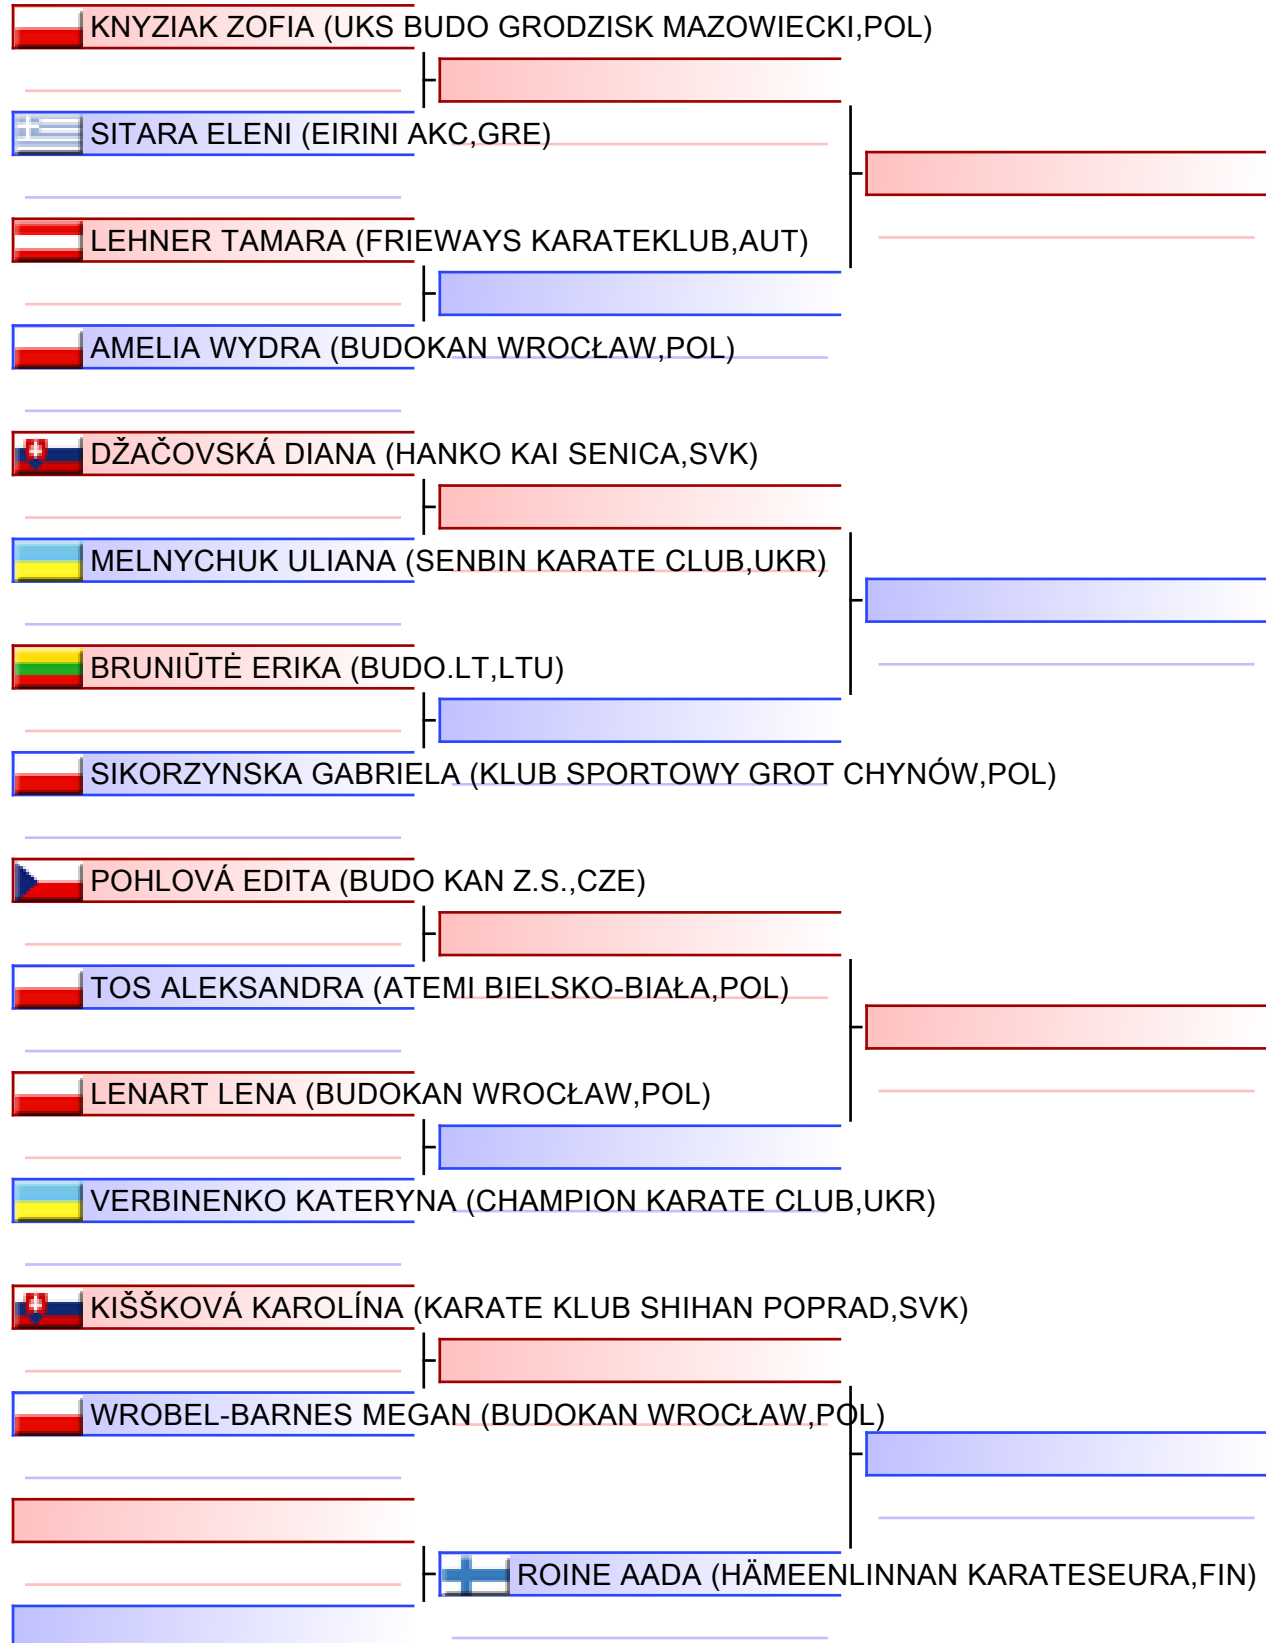 KNYZIAK ZOFIA (UKS BUDO GRODZISK MAZOWIECKI,POL)
SITARA ELENI (EIRINI AKC,GRE)
LEHNER TAMARA (FRIEWAYS KARATEKLUB,AUT)
AMELIA WYDRA (BUDOKAN WROCŁAW,POL)
DŽAČOVSKÁ DIANA (HANKO KAI SENICA,SVK)
MELNYCHUK ULIANA (SENBIN KARATE CLUB,UKR)
BRUNIŪTĖ ERIKA (BUDO.LT,LTU)
SIKORZYNSKA GABRIELA (KLUB SPORTOWY GROT CHYNÓW,POL)
POHLOVÁ EDITA (BUDO KAN Z.S.,CZE)
TOS ALEKSANDRA (ATEMI BIELSKO-BIAŁA,POL)
LENART LENA (BUDOKAN WROCŁAW,POL)
VERBINENKO KATERYNA (CHAMPION KARATE CLUB,UKR)
KIŠŠKOVÁ KAROLÍNA (KARATE KLUB SHIHAN POPRAD,SVK)
WROBEL-BARNES MEGAN (BUDOKAN WROCŁAW,POL)
ROINE AADA (HÄMEENLINNAN KARATESEURA,FIN)